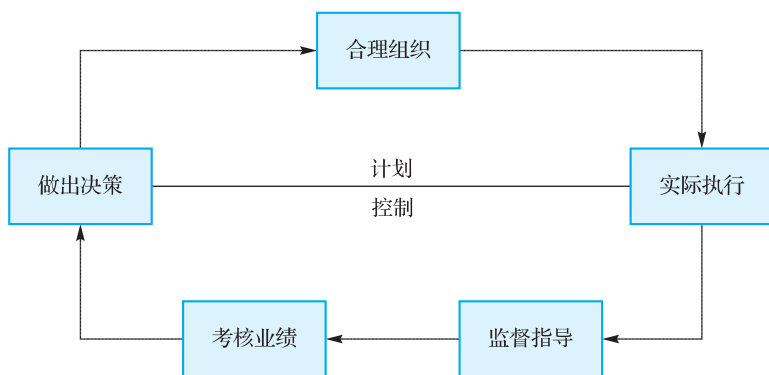 合理组织
做出决策
计划
实际执行
控制
考核业绩
监督指导